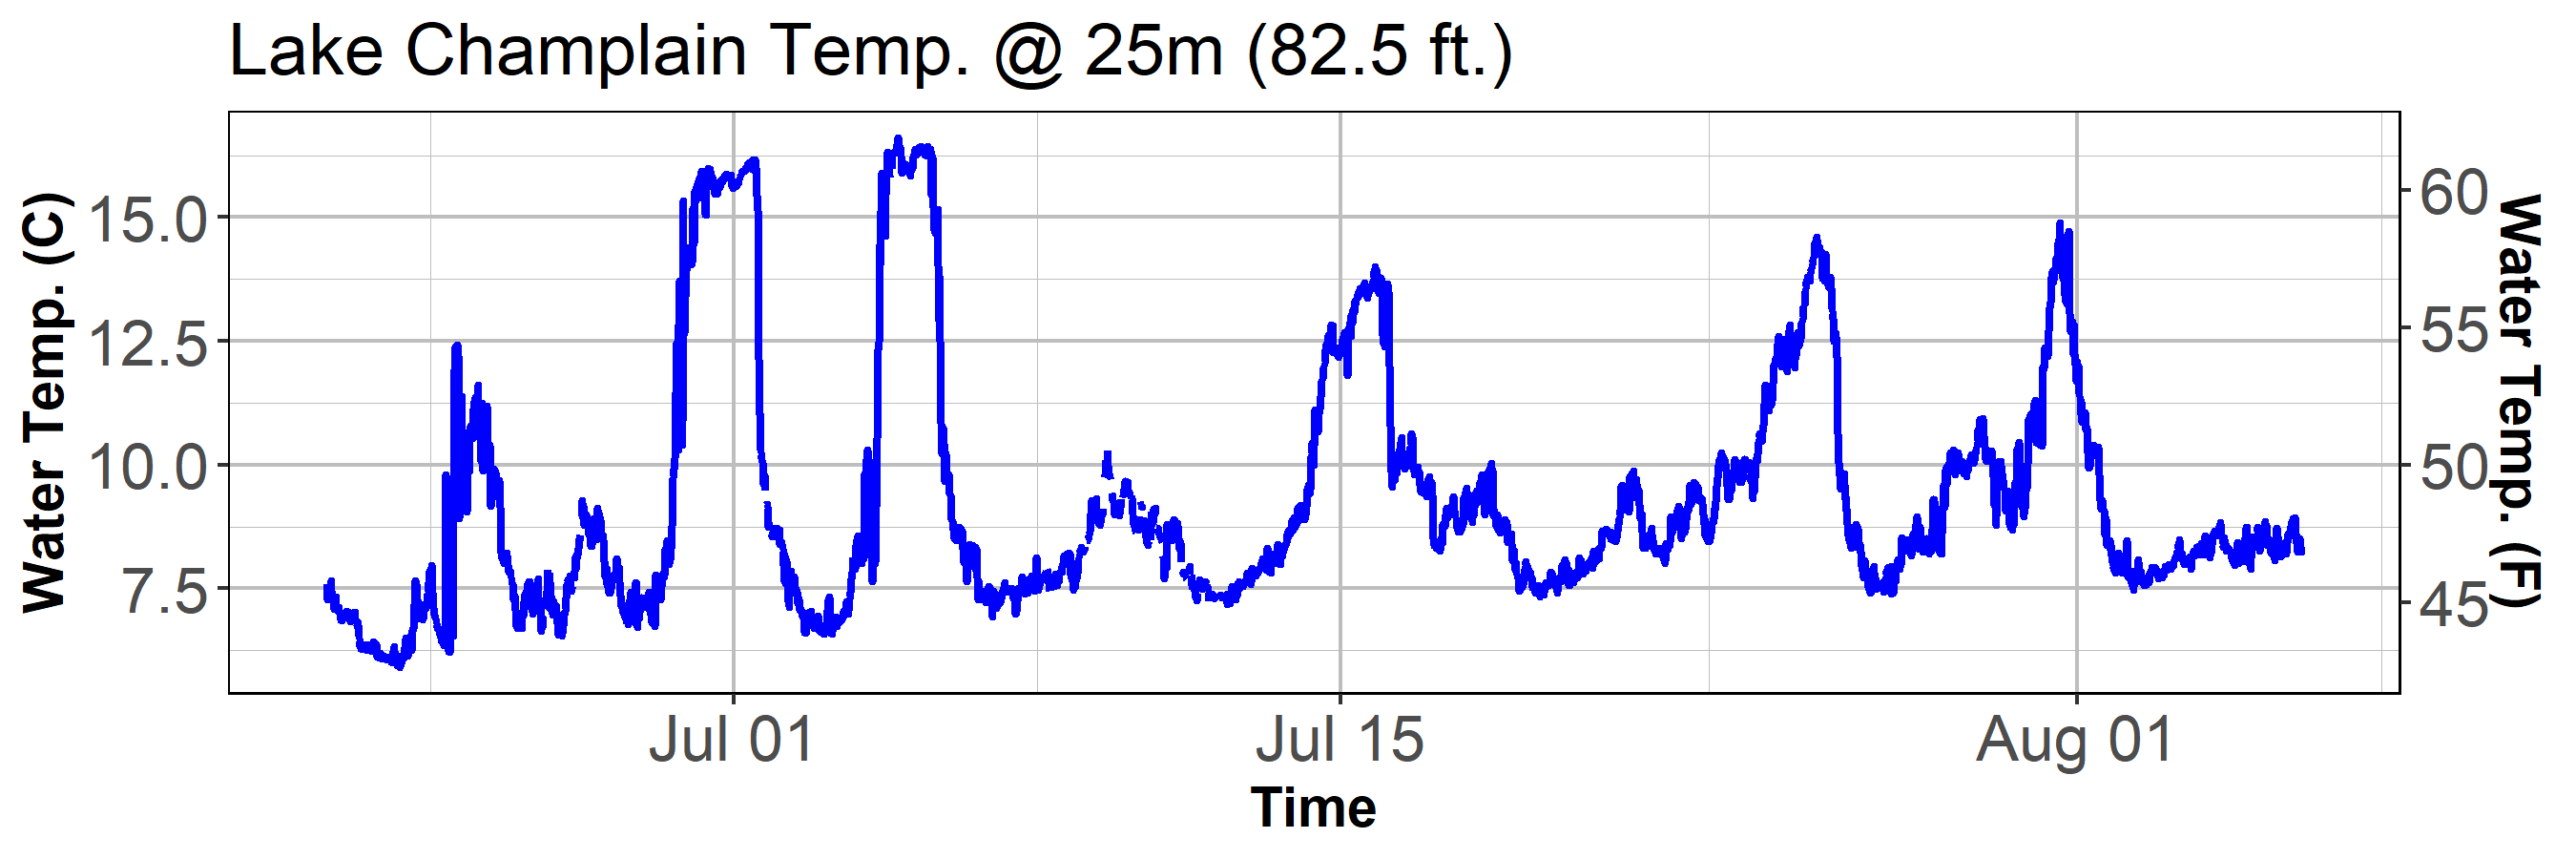 Lake Champlain Temp. @ 25m (82.5 ft.)
Water Temp. (C)
15.0
12.5
10.0
7.5
60
55
50
45
Water Temp. (F)
Jul 01
Jul 15
Aug 01
Time